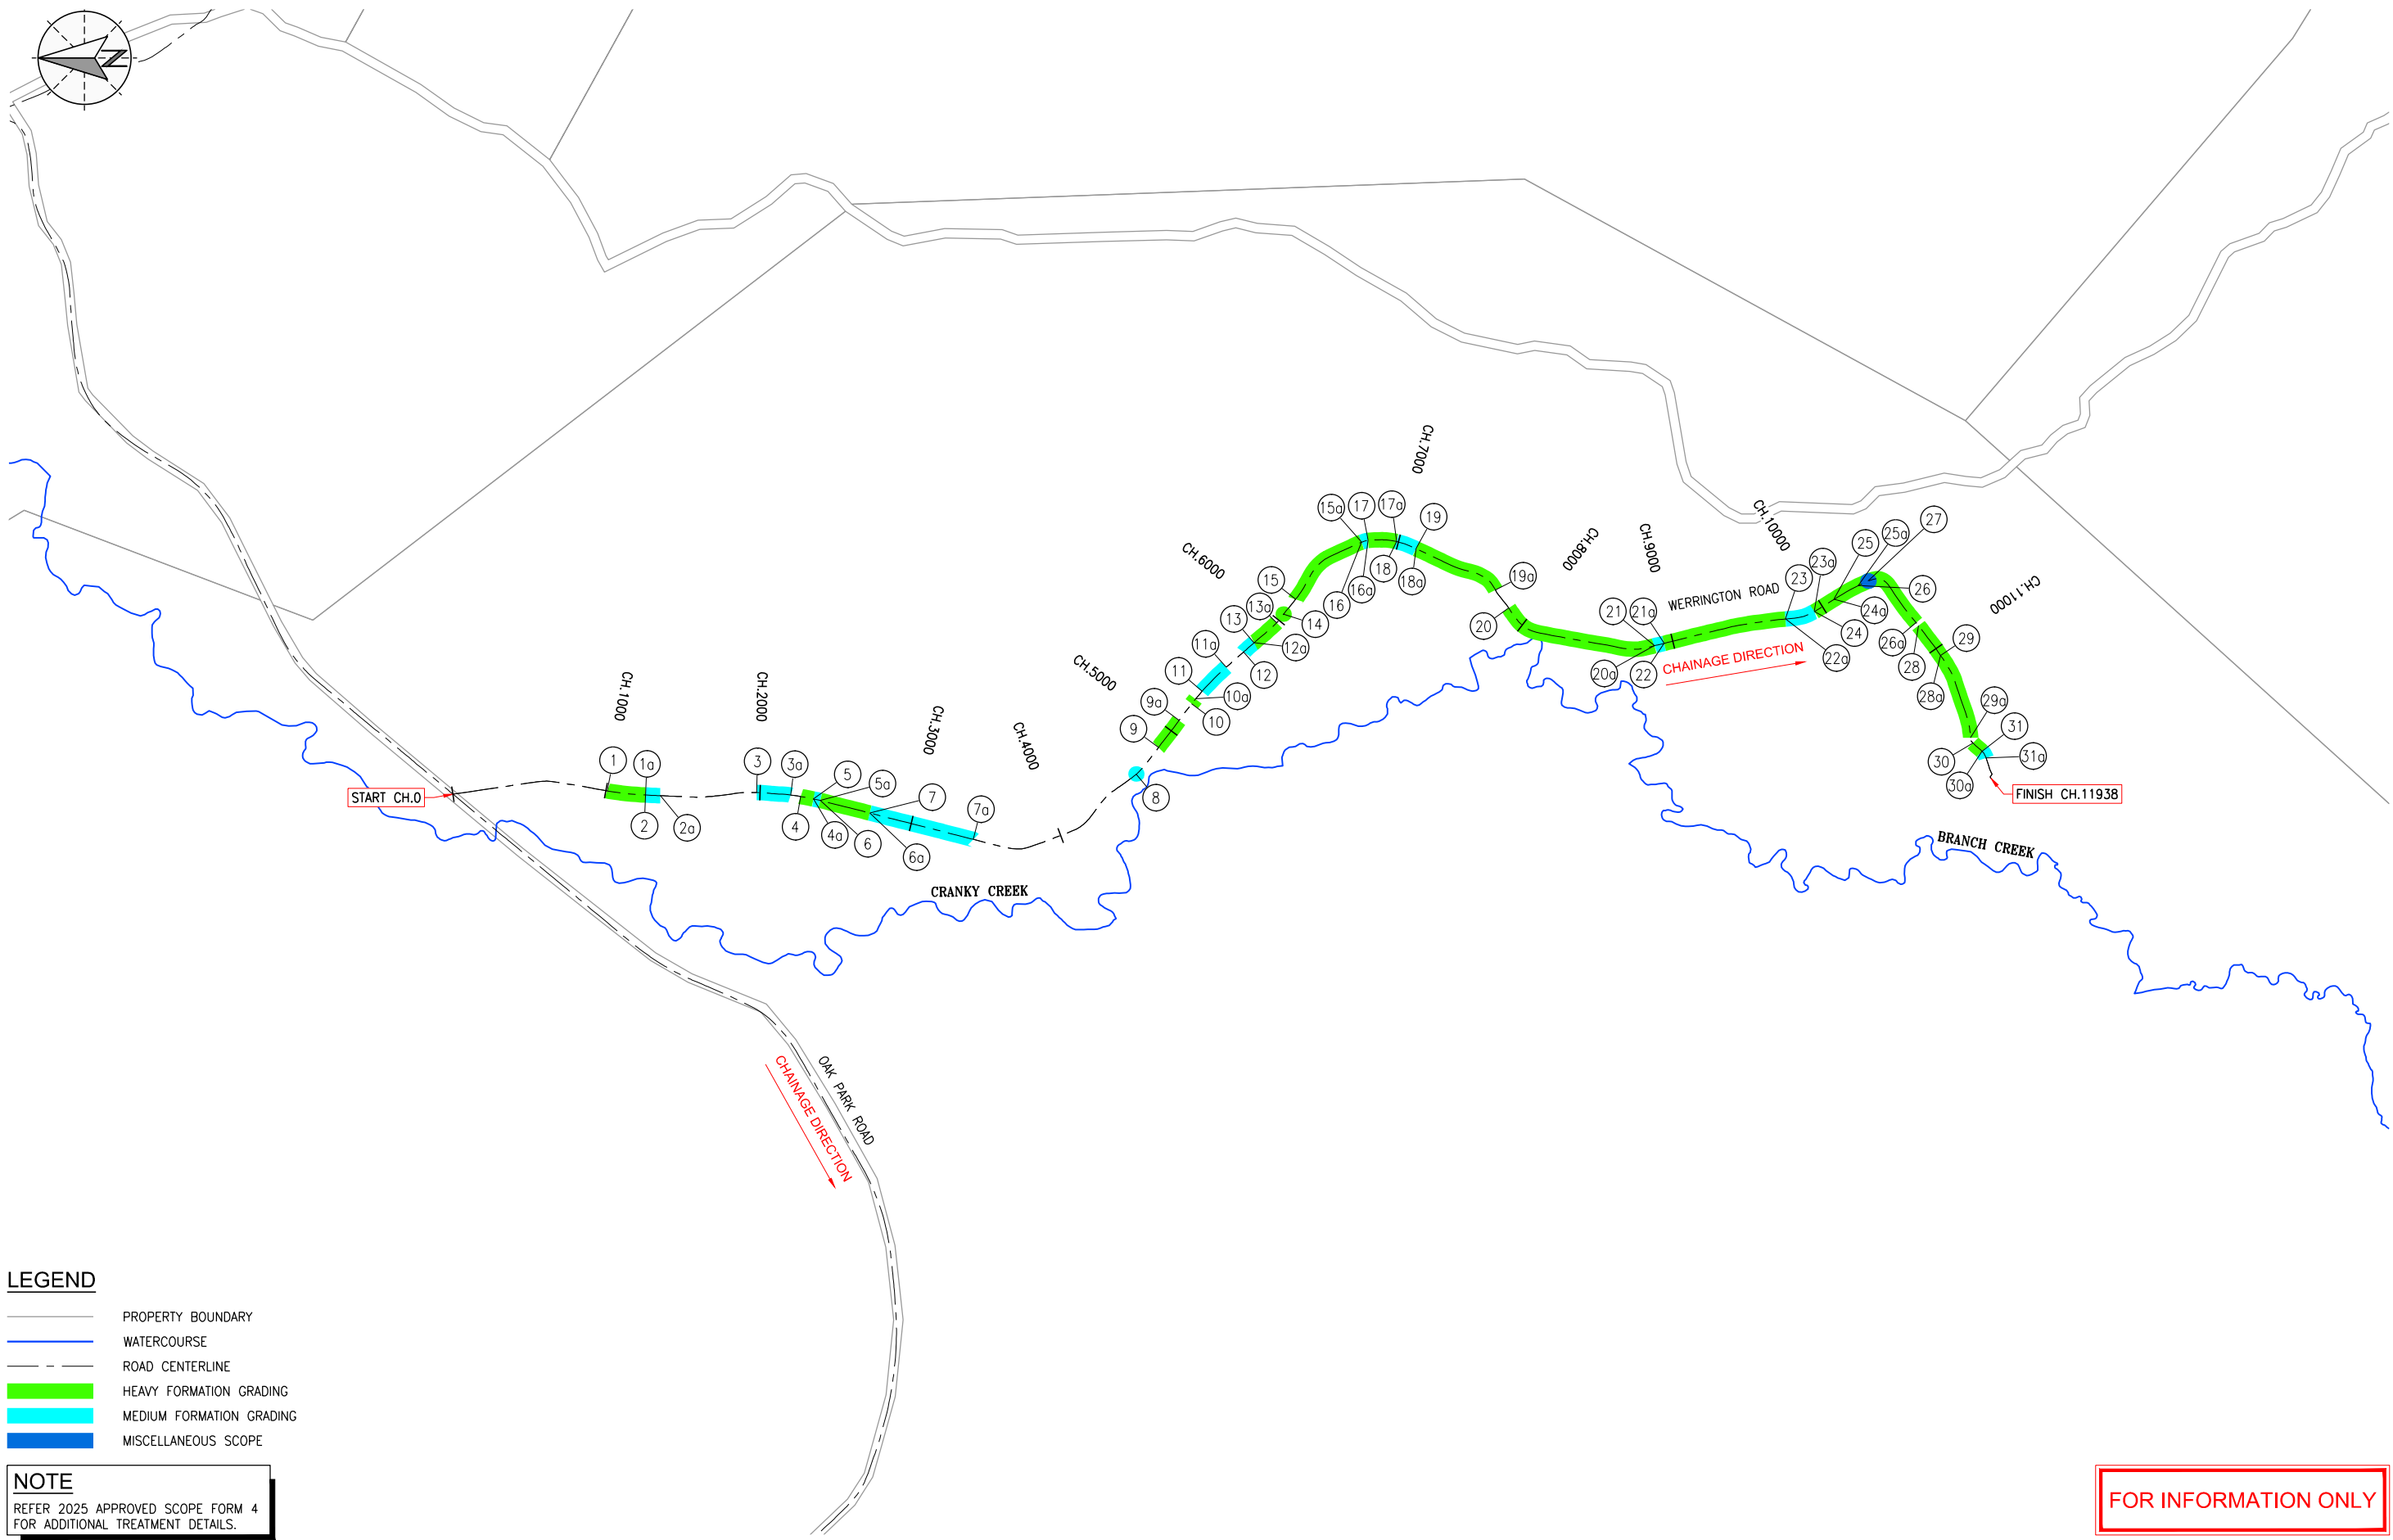 N
CH.7000
CH.10000
15a
17
17a
19
CH.8000
CH.9000
25
25a
27
CH.6000
23a
23
15
16
16a
18
18a
19a
WERRINGTON ROAD
26
CH.11000
13a
13
14
20
21
21a
24a
24
26a
28
29
11a
12a
12
22a
CHAINAGE DIRECTION
CH.5000
11
20a
22
28a
CH.1000
CH.2000
CH.3000
CH.4000
9a
9
10a
10
29a
31
31a
30
30a
1
1a
3
3a
5
5a
7
7a
8
START CH.0
FINISH CH.11938
2
2a
4
4a
6
6a
BRANCH CREEK
CRANKY CREEK
OAK PARK ROAD
CHAINAGE DIRECTION
LEGEND
PROPERTY BOUNDARY
WATERCOURSE
ROAD CENTERLINE
HEAVY FORMATION GRADING
MEDIUM FORMATION GRADING
MISCELLANEOUS SCOPE
NOTE
REFER 2025 APPROVED SCOPE FORM 4
FOR ADDITIONAL TREATMENT DETAILS.
FOR INFORMATION ONLY